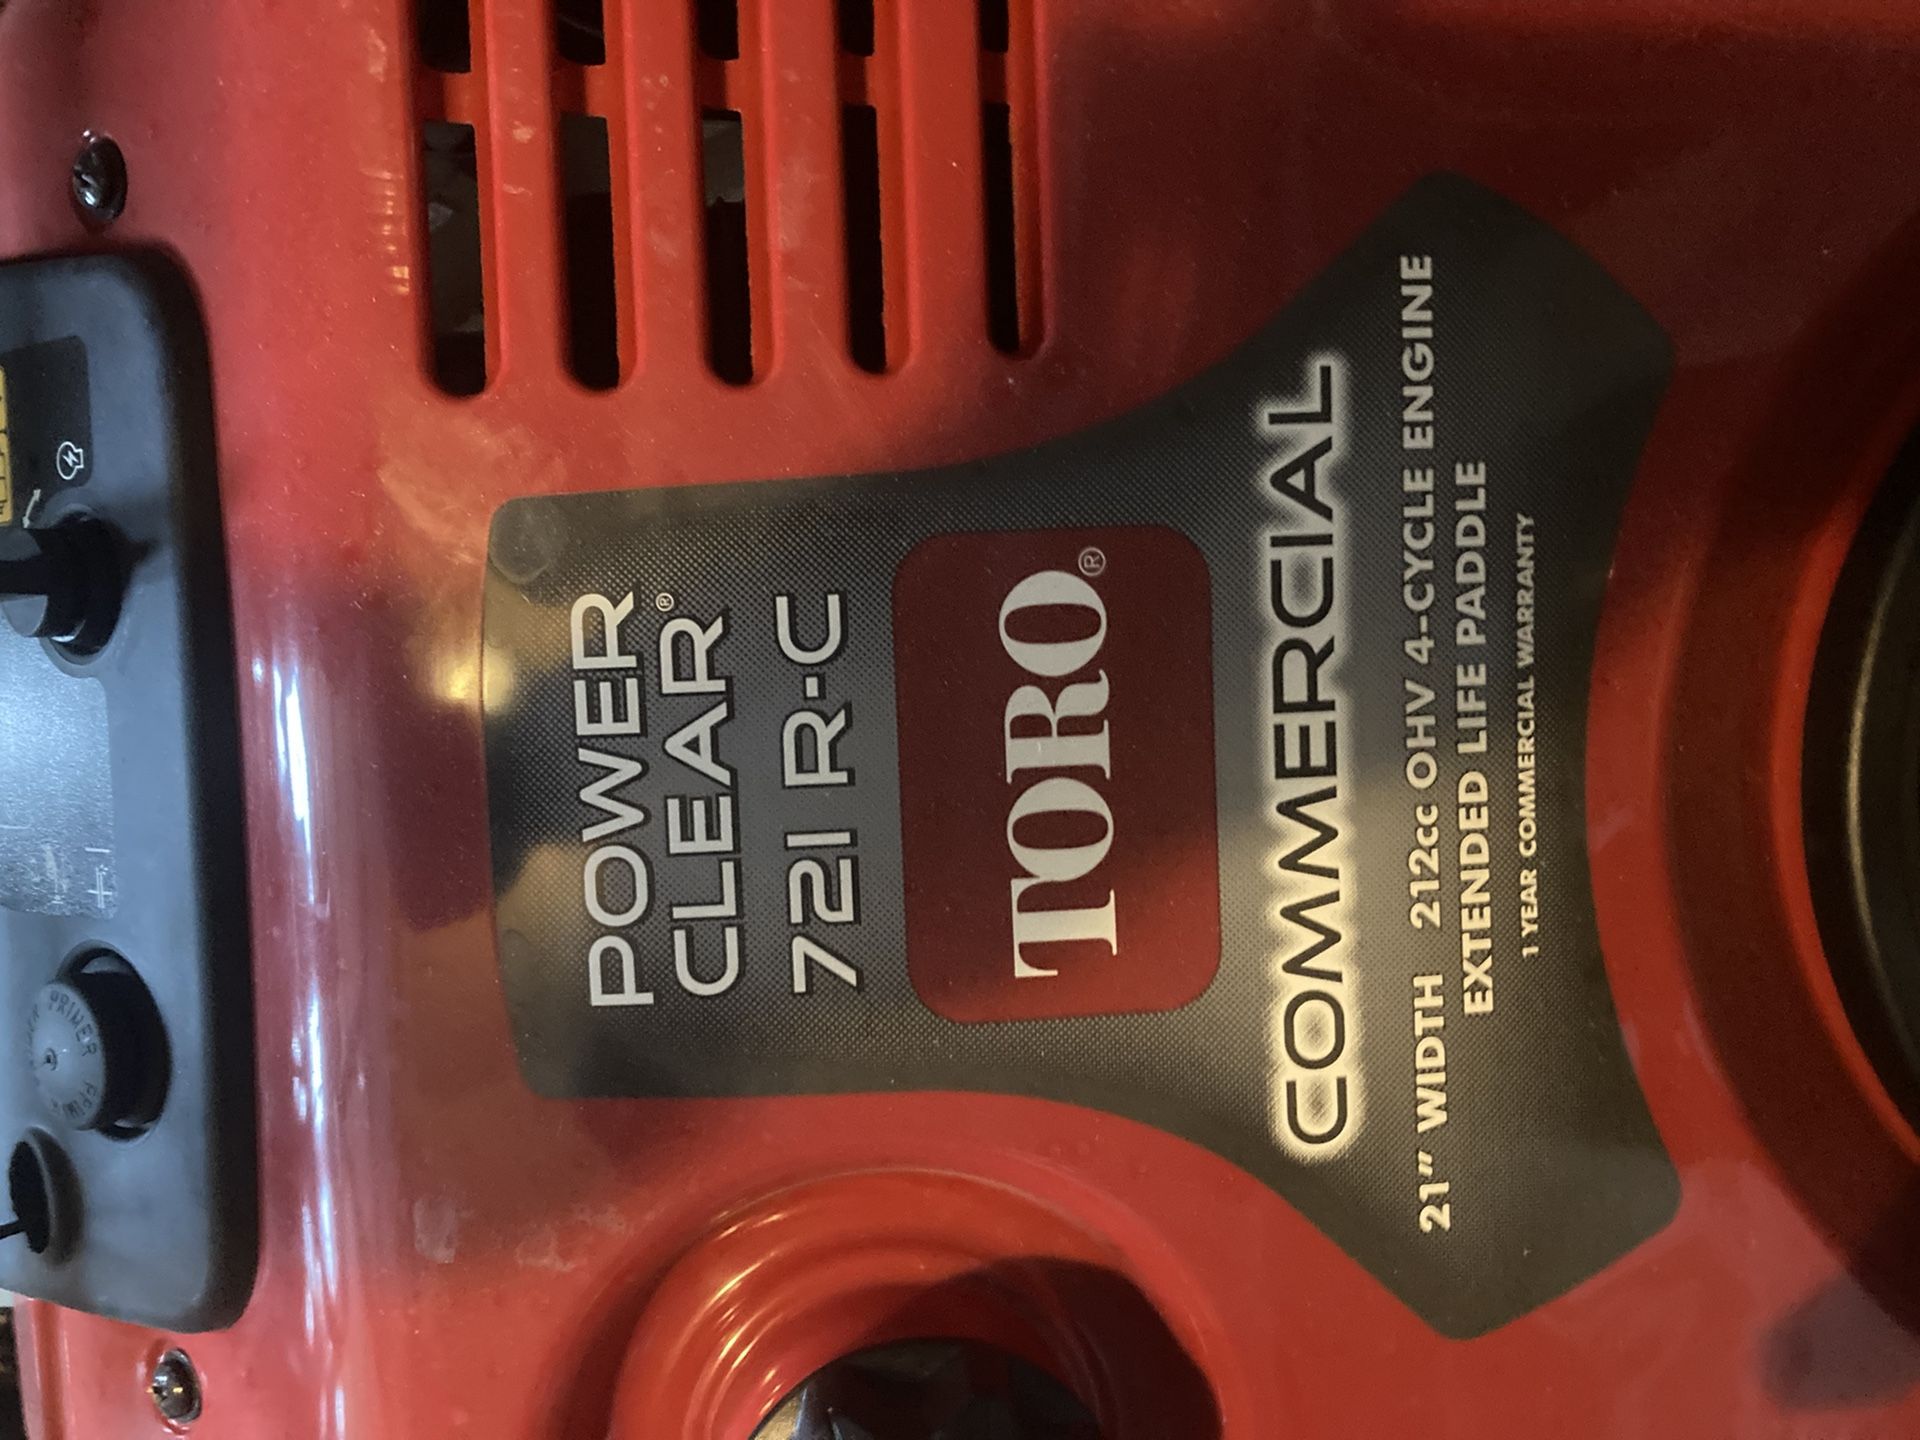 POWER
CLEAR®
721 R-C
TORO®
COMMERCIAL
21" WIDTH 212cc OHV 4-CYCLE ENGINE
EXTENDED LIFE PADDLE
1 YEAR COMMERCIAL WARRANTY
PRIMER
PRIMER